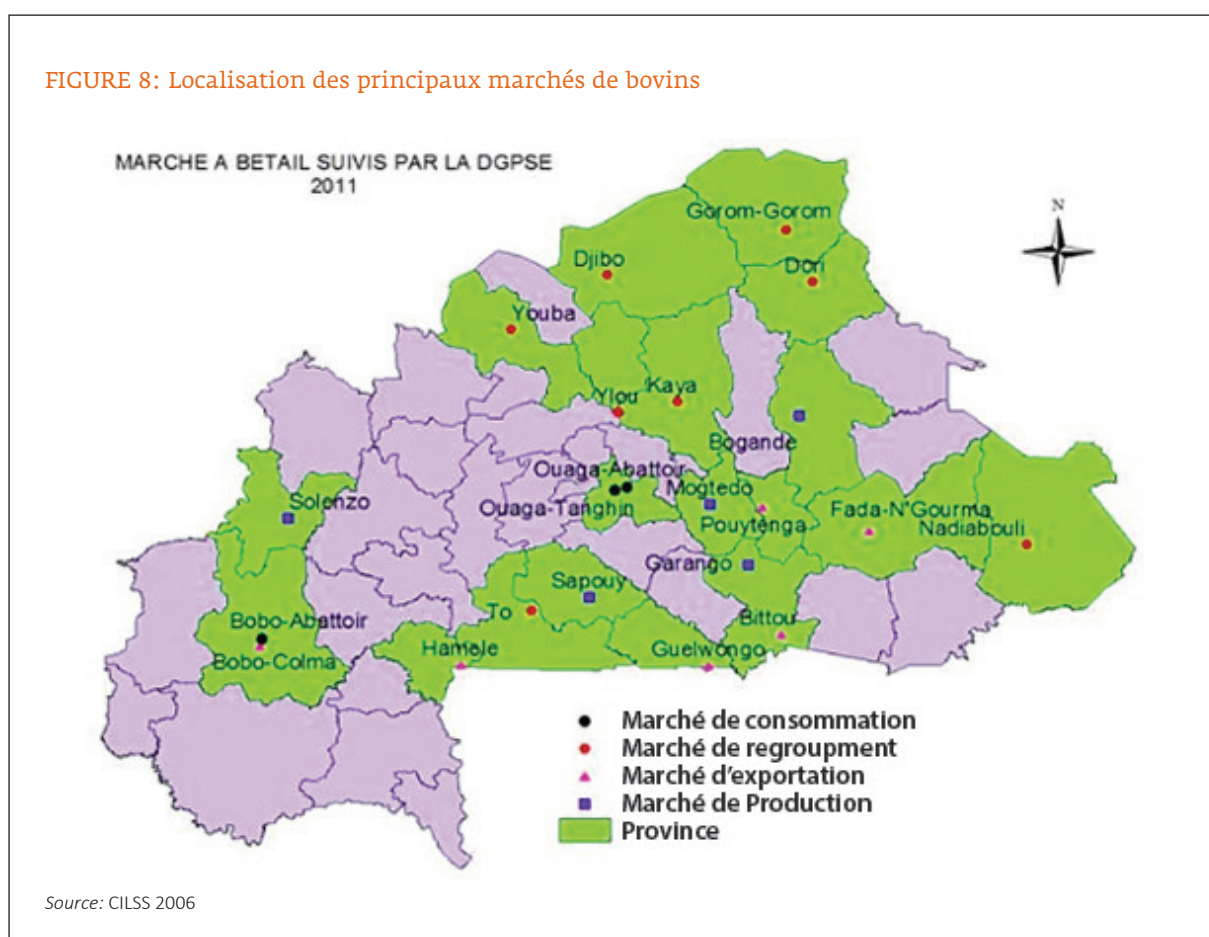 FIGURE 8: Localisation des principaux marchés de bovins
MARCHE A BETAIL SUIVIS PAR LA DGPSE
2011
N
Gorom-Gorom
Djibo
Dori
Youba
Ylou
Kaya
Bogande
Ouaga-Abattoir
Solenzo
Ouaga-Tanghin
Mogtedo
Pouytenga
Fada-N'Gourma
Nadiabouli
Garango
Sapouy
To
Bittou
Bobo-Abattoir
Hamele
Guelwongo
Bobo-Colma
Marché de consommation
Marché de regroupment
Marché d'exportation
Marché de Production
Province
Source: CILSS 2006